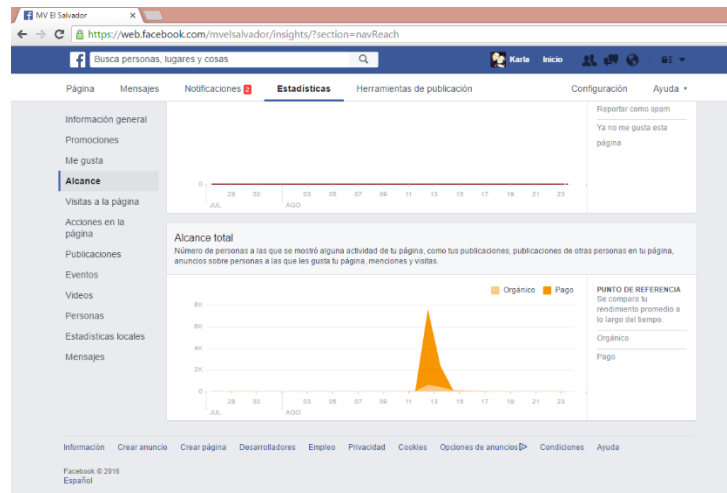 MV El Salvador
https://web.facebook.com/mvelsalvador/insights/?section=navReach
Busca personas, lugares y cosas
Karla Inicio
Página Mensajes Notificaciones 2 Estadísticas Herramientas de publicación Configuración Ayuda
Información general
Promociones
Me gusta
Alcance
Visitas a la página
Acciones en la
página
Publicaciones
Eventos
Videos
Personas
Estadísticas locales
Mensajes
Reportar como spam
Ya no me gusta esta
página
0
28 30 03 05 07 09 11 13 15 17 19 21 23
JUL AGO
Alcance total
Número de personas a las que se mostró alguna actividad de tu página, como tus publicaciones, publicaciones de otras personas en tu página,
anuncios sobre personas a las que les gusta tu página, menciones y visitas.
Orgánico Pago
8K
6K
4K
2K
0
28 30 03 05 07 09 11 13 15 17 19 21 23
JUL AGO
PUNTO DE REFERENCIA
Se compara tu
rendimiento promedio a
lo largo del tiempo.
Orgánico
Pago
Información Crear anuncio Crear página Desarrolladores Empleo Privacidad Cookies Opciones de anuncios Condiciones Ayuda
Facebook © 2016
Español